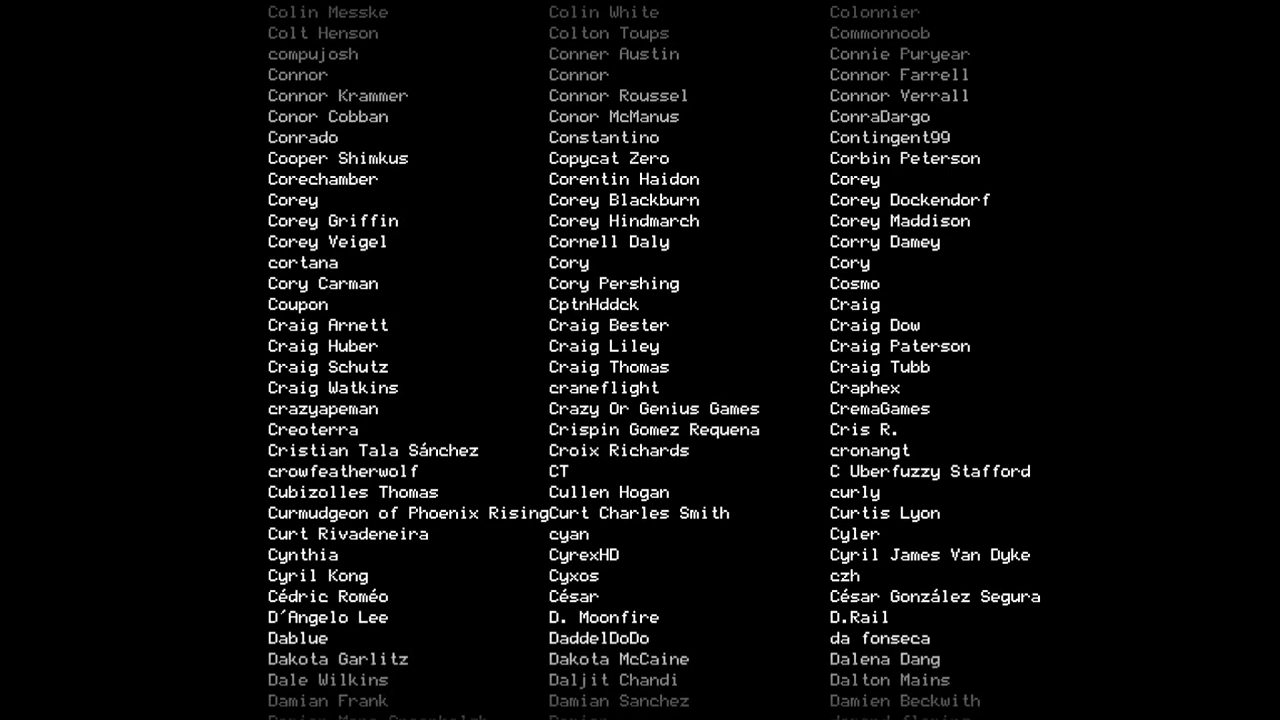 Colin Messke Colin White Colonnier
Colt Henson Colton Toups Commonnoob
compujosh Conner Austin Connie Puryear
Connor Connor Connor Farrell
Connor Krammer Connor Roussel Connor Verrall
Conor Cobban Conor McManus ConraDargo
Conrado Constantino Contingent99
Cooper Shimkus Copycat Zero Corbin Peterson
Corechamber Corentin Haidon Corey
Corey Corey Blackburn Corey Dockendorf
Corey Griffin Corey Hindmarch Corey Maddison
Corey Veigel Cornell Daly Corry Damey
cortana Cory Cory
Cory Carman Cory Pershing Cosmo
Coupon CptnHddck Craig
Craig Arnett Craig Bester Craig Dow
Craig Huber Craig Liley Craig Paterson
Craig Schutz Craig Thomas Craig Tubb
Craig Watkins craneflight Craphex
crazyapeman Crazy Or Genius Games CremaGames
Creoterra Crispin Gomez Requena Cris R.
Cristian Tala Sánchez Croix Richards cronangt
crowfeatherwolf CT C Uberfuzzy Stafford
Cubizolles Thomas Cullen Hogan curly
Curmudgeon of Phoenix Rising Curt Charles Smith Curtis Lyon
Curt Rivadeneira cyan Cyler
Cynthia CyrexHD Cyril James Van Dyke
Cyril Kong Cyxos czh
Cédric Roméo César César González Segura
D´Angelo Lee D. Moonfire D.Rail
Dablue DaddelDoDo da fonseca
Dakota Garlitz Dakota McCaine Dalena Dang
Dale Wilkins Daljit Chandi Dalton Mains
Damian Frank Damian Sanchez Damien Beckwith